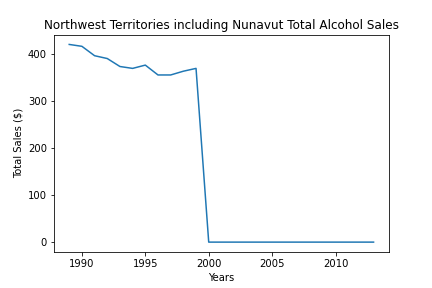 Northwest Territories including Nunavut Total Alcohol Sales
400
300
200
100
0
Total Sales ($)
1990 1995 2000 2005 2010
Years